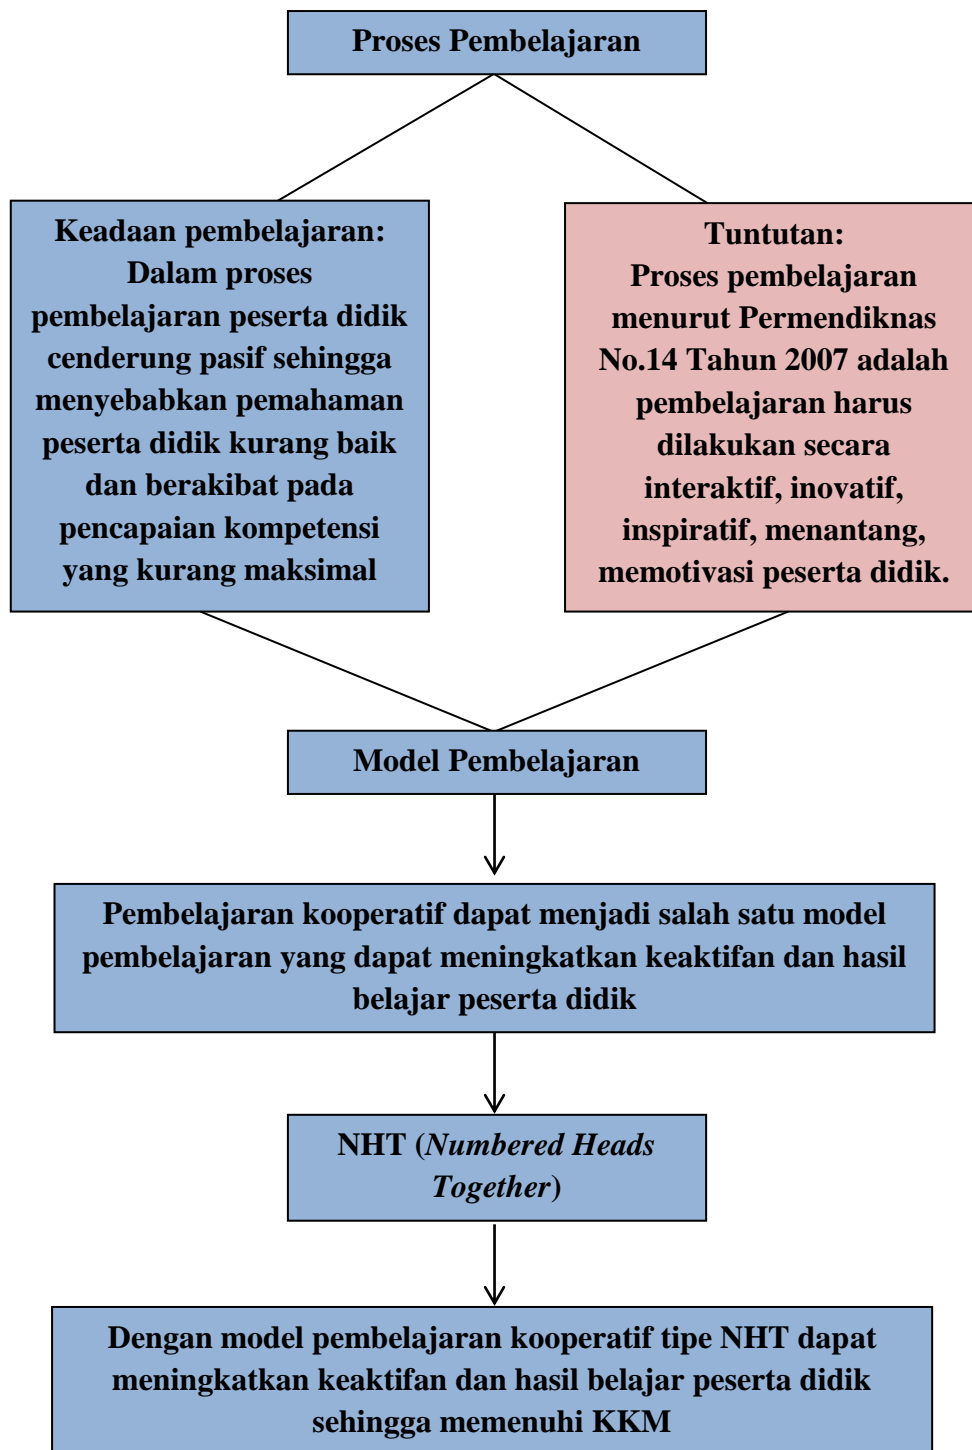 Proses Pembelajaran
Keadaan pembelajaran:
Dalam proses
pembelajaran peserta didik
cenderung pasif sehingga
menyebabkan pemahaman
peserta didik kurang baik
dan berakibat pada
pencapaian kompetensi
yang kurang maksimal
Tuntutan:
Proses pembelajaran
menurut Permendiknas
No.14 Tahun 2007 adalah
pembelajaran harus
dilakukan secara
interaktif, inovatif,
inspiratif, menantang,
memotivasi peserta didik.
Model Pembelajaran
Pembelajaran kooperatif dapat menjadi salah satu model
pembelajaran yang dapat meningkatkan keaktifan dan hasil
belajar peserta didik
NHT (Numbered Heads
Together)
Dengan model pembelajaran kooperatif tipe NHT dapat
meningkatkan keaktifan dan hasil belajar peserta didik
sehingga memenuhi KKM